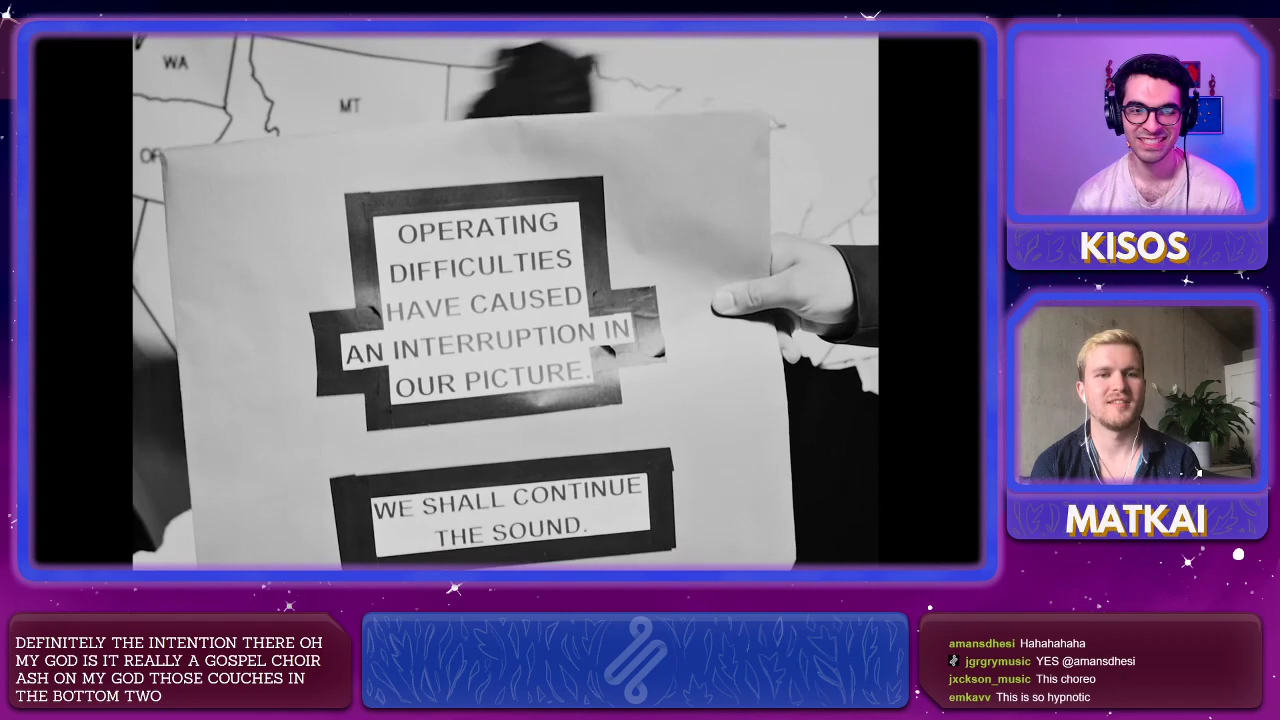 WA
MT
OPERATING
DIFFICULTIES
HAVE CAUSED
AN INTERRUPTION IN
OUR PICTURE.
WE SHALL CONTINUE
THE SOUND.
KISOS
MATKAI
DEFINITELY THE INTENTION THERE OH
MY GOD IS IT REALLY A GOSPEL CHOIR
ASH ON MY GOD THOSE COUCHES IN
THE BOTTOM TWO
amansdhesi Hahahahaha
jgrgrymusic YES @amansdhesi
jxckson_music This choreo
emkavv This is so hypnotic